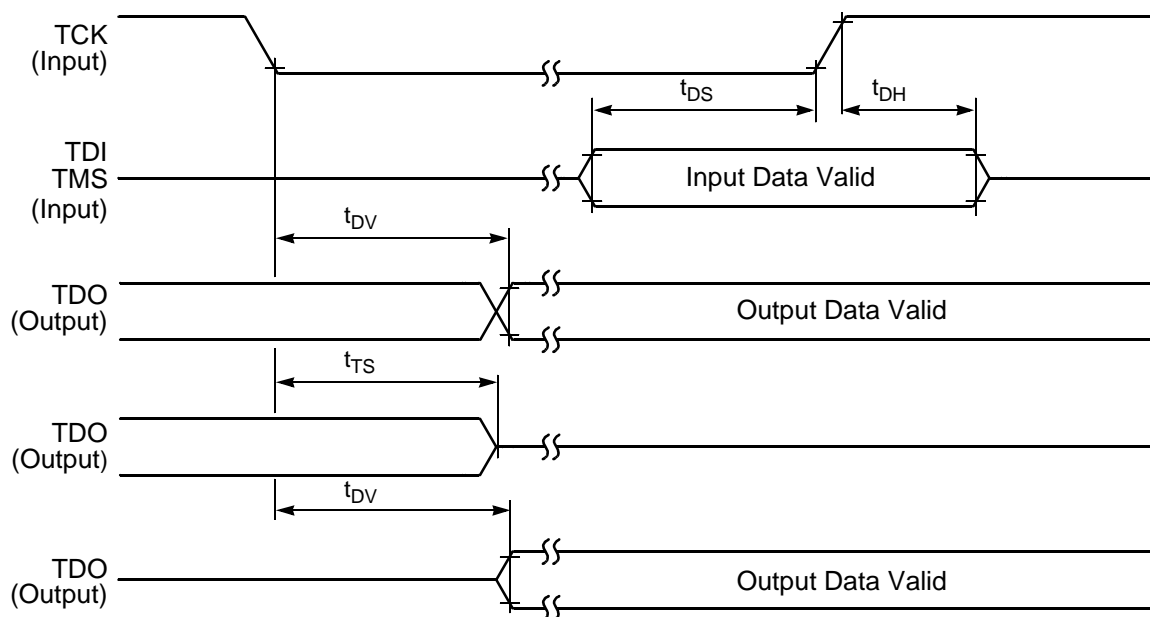 TCK
(Input)
tDS
tDH
TDI
TMS
(Input)
Input Data Valid
tDV
TDO
(Output)
Output Data Valid
tTS
TDO
(Output)
tDV
TDO
(Output)
Output Data Valid